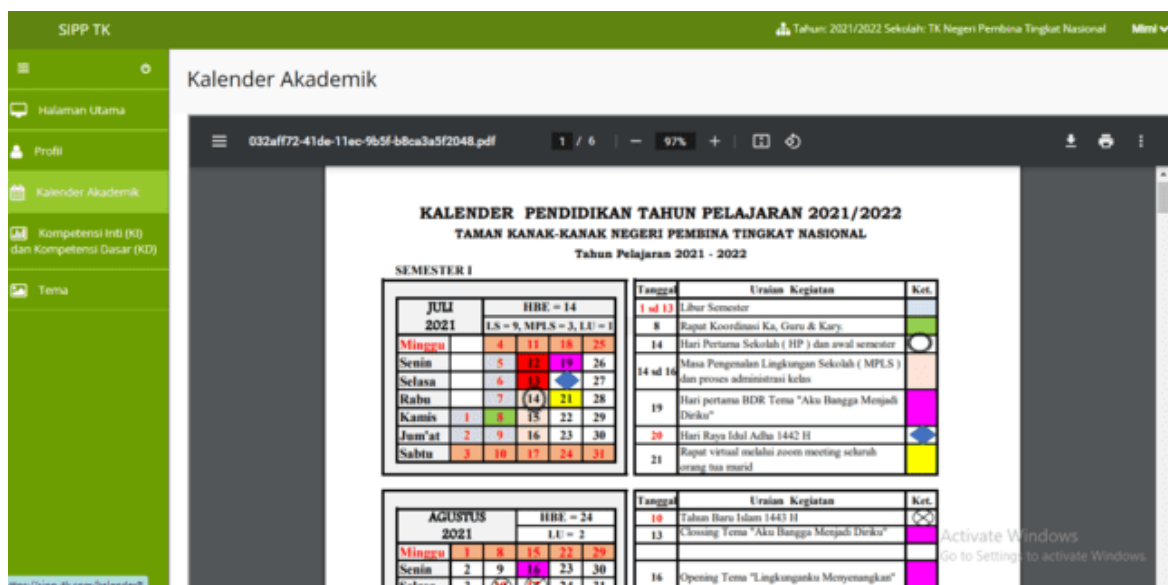 SIPP TK
Tahun: 2021/2022 Sekolah: TK Negeri Pembina Tingkat Nasional Mimi
Halaman Utama
Profil
Kalender Akademik
Kompetensi Inti (KI)
dan Kompetensi Dasar (KD)
Tema
Kalender Akademik
032aff72-41de-11ec-9b5f-b8ca3a5f2048.pdf 1 / 6 97%
KALENDER PENDIDIKAN TAHUN PELAJARAN 2021/2022
TAMAN KANAK-KANAK NEGERI PEMBINA TINGKAT NASIONAL
Tahun Pelajaran 2021 - 2022
SEMESTER I
JULI HBE = 14
2021 LS = 9, MPLS = 3, LU = 1
Minggu 4 11 18 25
Senin 5 12 19 26
Selasa 6 13 27
Rabu 7 14 21 28
Kamis 1 8 15 22 29
Jum'at 2 9 16 23 30
Sabtu 3 10 17 24 31
Tanggal Uraian Kegiatan Ket.
1 sd 13 Libur Semester
8 Rapat Koordinasi Ka, Guru & Kary.
14 Hari Pertama Sekolah ( HP ) dan awal semester
14 sd 16 Masa Pengenalan Lingkungan Sekolah ( MPLS )
dan proses administrasi kelas
19 Hari pertama BDR Tema "Aku Bangga Menjadi
Diriku"
20 Hari Raya Idul Adha 1442 H
21 Rapat virtual melalui zoom meeting seluruh
orang tua murid
AGUSTUS HBE = 24
2021 LU = 2
Minggu 1 8 15 22 29
Senin 2 9 16 23 30
Selasa 3 24 31
Tanggal Uraian Kegiatan Ket.
10 Tahun Baru Islam 1443 H
13 Clossing Tema "Aku Bangga Menjadi Diriku"
16 Opening Tema "Lingkunganku Menyenangkan"
Activate Windows
Go to Settings to activate Windows.